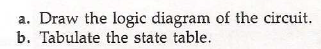 a. Draw the logic diagram of the circuit.
b. Tabulate the state table.